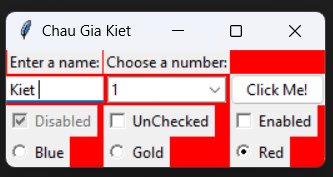 Chau Gia Kiet
Enter a name: Choose a number:
Kiet 1 Click Me!
Disabled UnChecked Enabled
Blue Gold Red